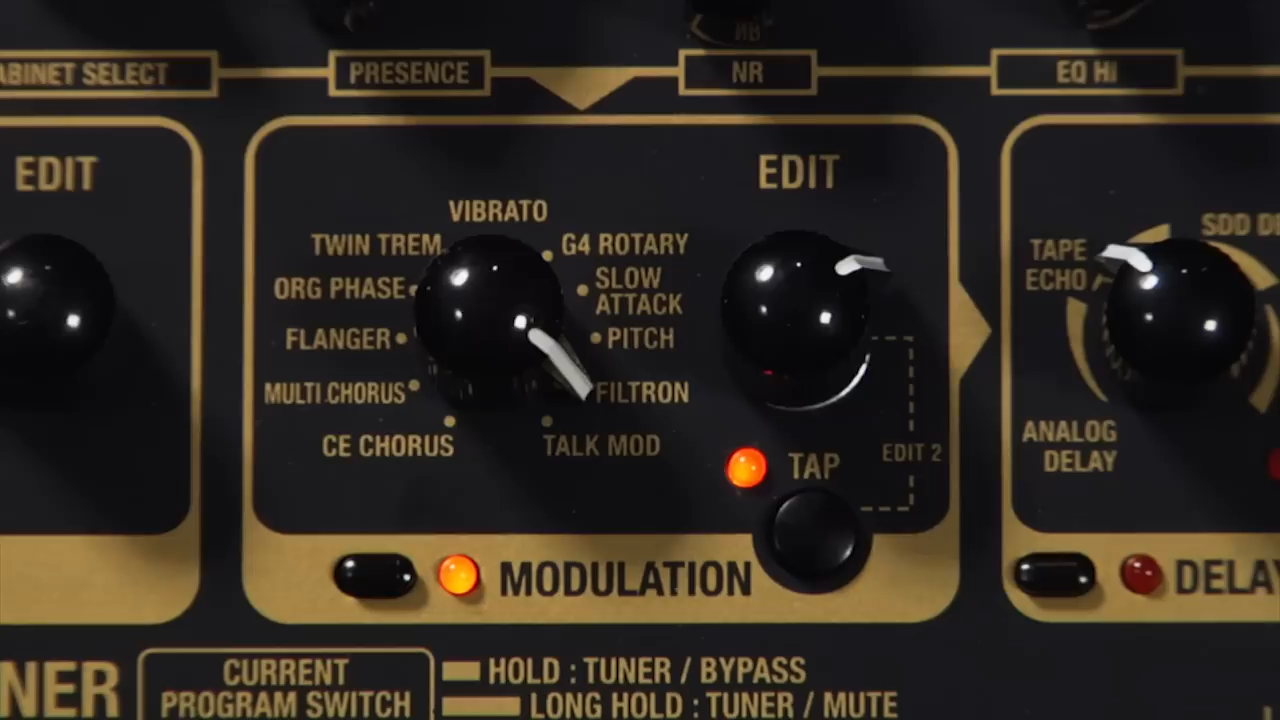 ABINET SELECT
PRESENCE
NR
EQ HI
EDIT
EDIT
VIBRATO
TWIN TREM
G4 ROTARY
ORG PHASE
SLOW
ATTACK
FLANGER
PITCH
MULTI CHORUS
FILTRON
CE CHORUS
TALK MOD
TAP
EDIT 2
MODULATION
SDD DE
TAPE
ECHO
ANALOG
DELAY
DELAY
NER
CURRENT
PROGRAM SWITCH
HOLD : TUNER / BYPASS
LONG HOLD : TUNER / MUTE